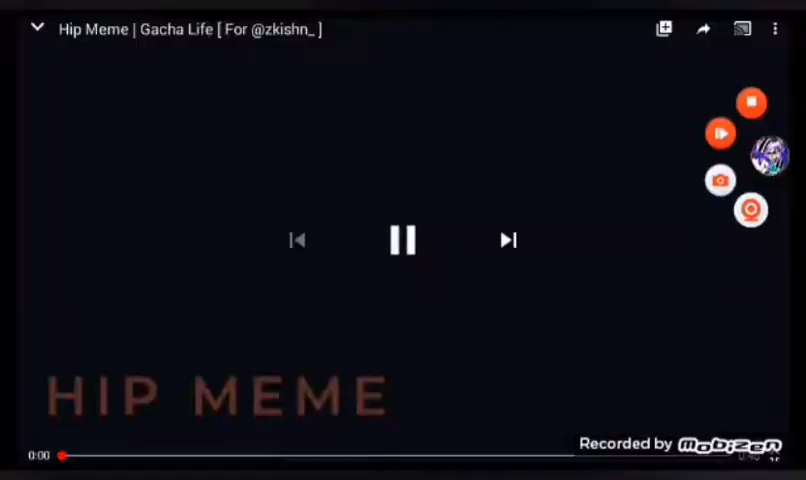 Hip Meme | Gacha Life [ For @zkishn_ ]
HIP MEME
Recorded by mobizen
0:00